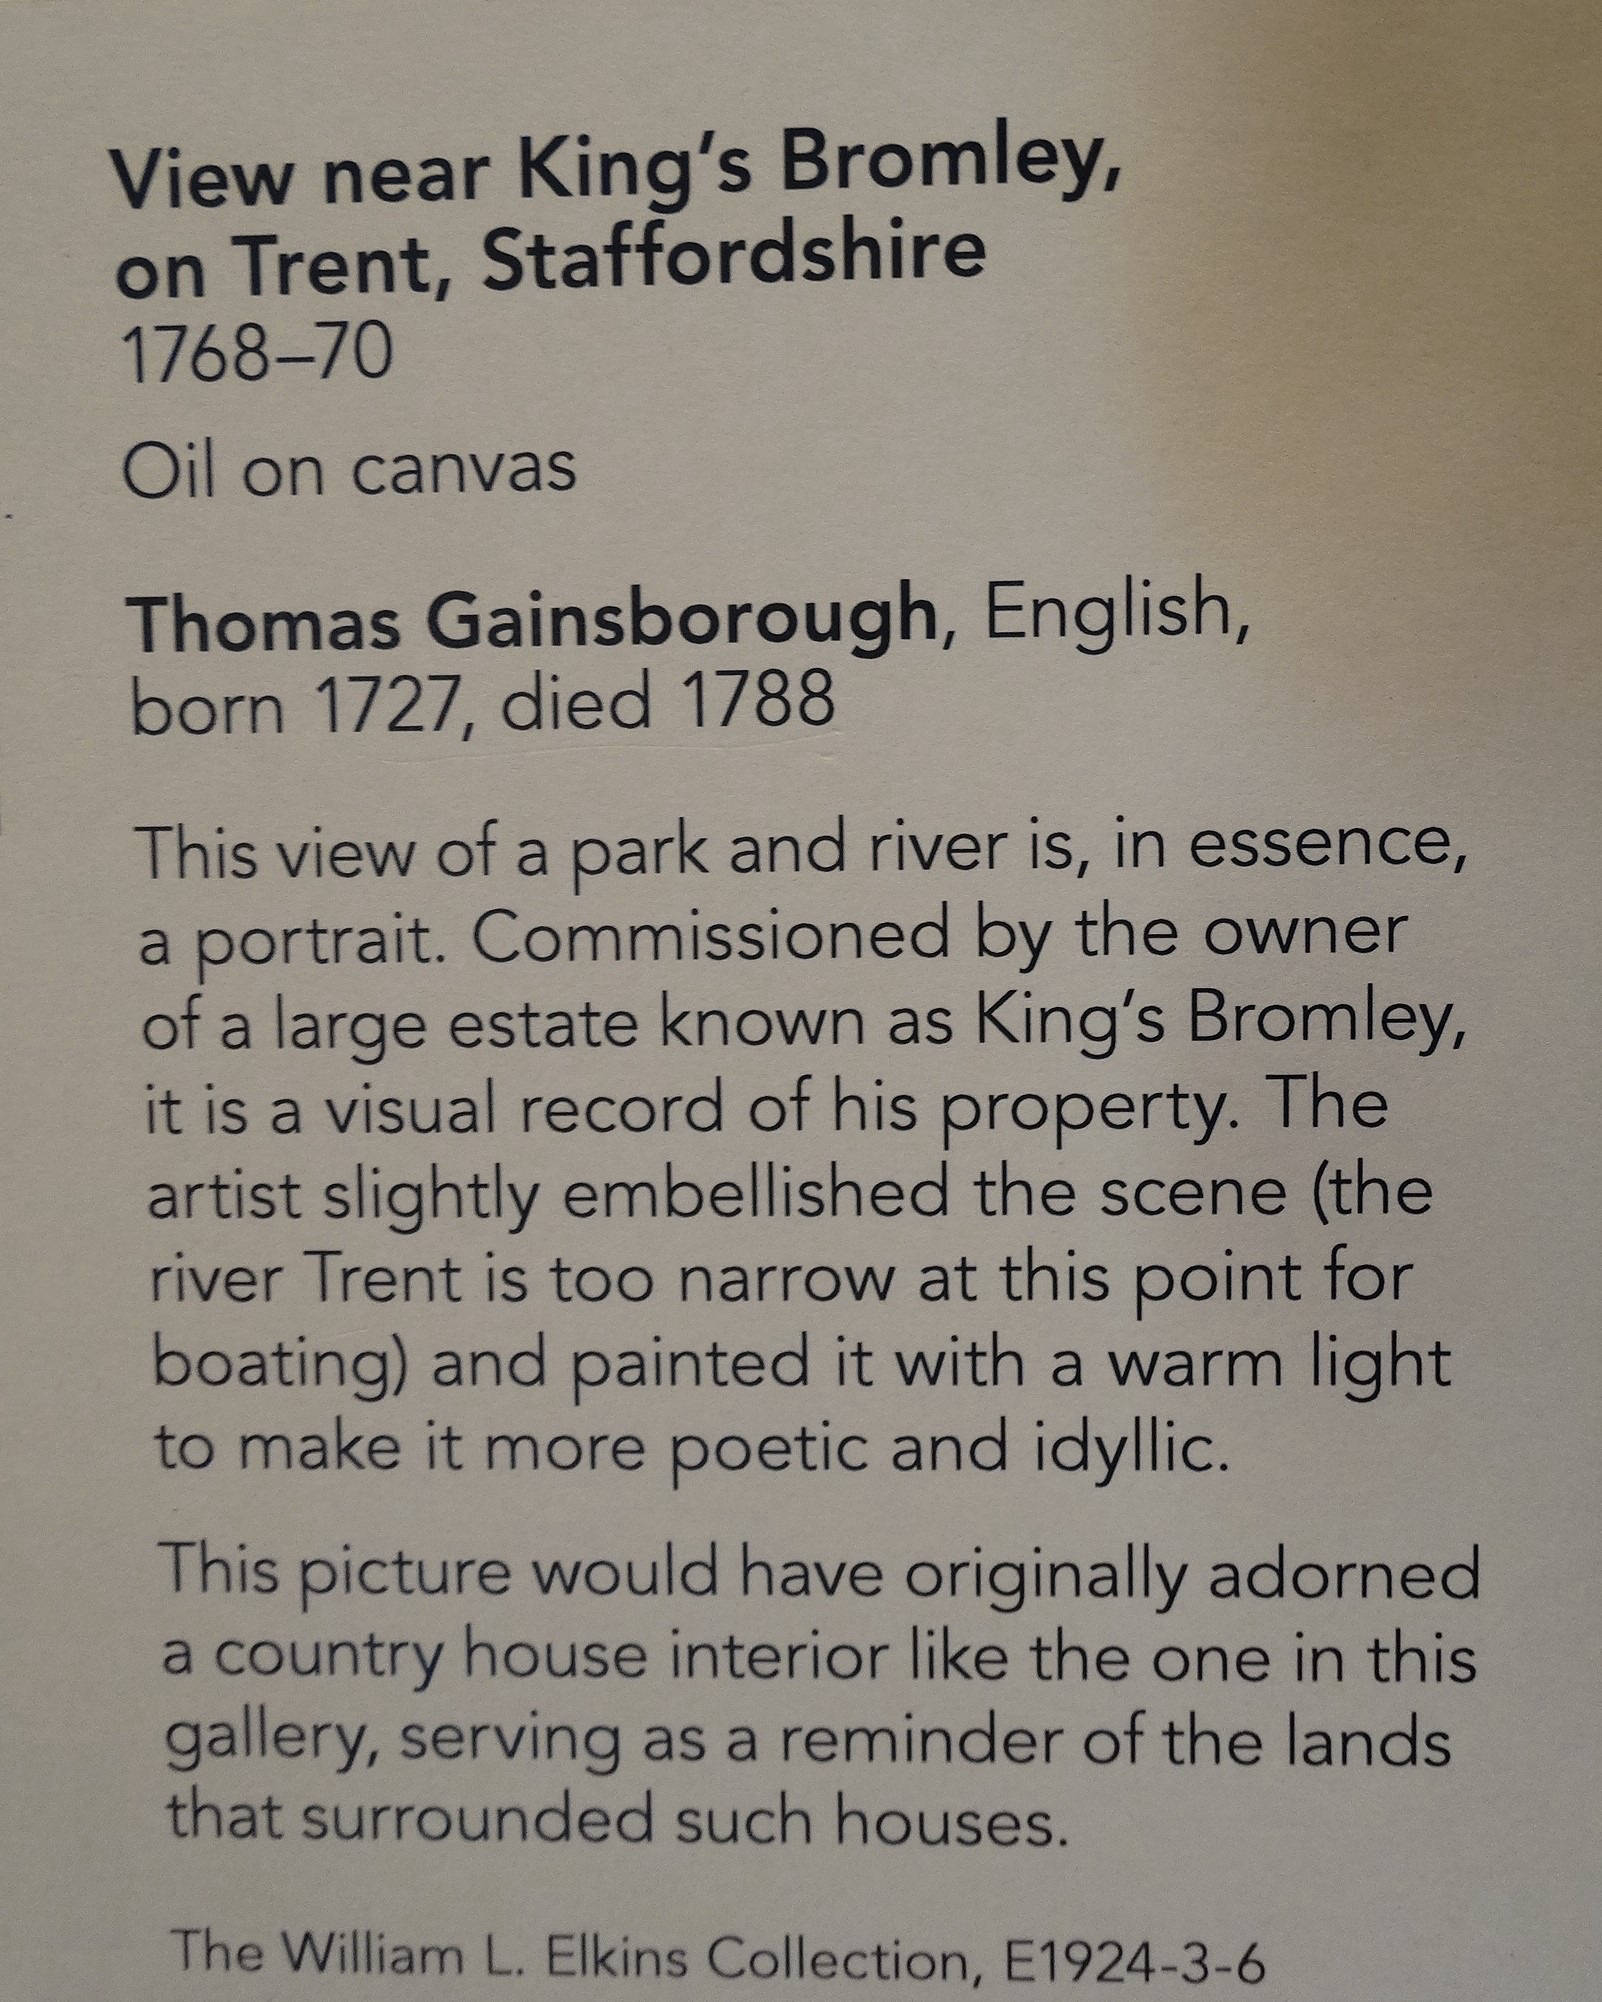 View near King's Bromley,
on Trent, Staffordshire
1768–70
Oil on canvas
Thomas Gainsborough, English,
born 1727, died 1788
This view of a park and river is, in essence,
a portrait. Commissioned by the owner
of a large estate known as King's Bromley,
it is a visual record of his property. The
artist slightly embellished the scene (the
river Trent is too narrow at this point for
boating) and painted it with a warm light
to make it more poetic and idyllic.
This picture would have originally adorned
a country house interior like the one in this
gallery, serving as a reminder of the lands
that surrounded such houses.
The William L. Elkins Collection, E1924-3-6